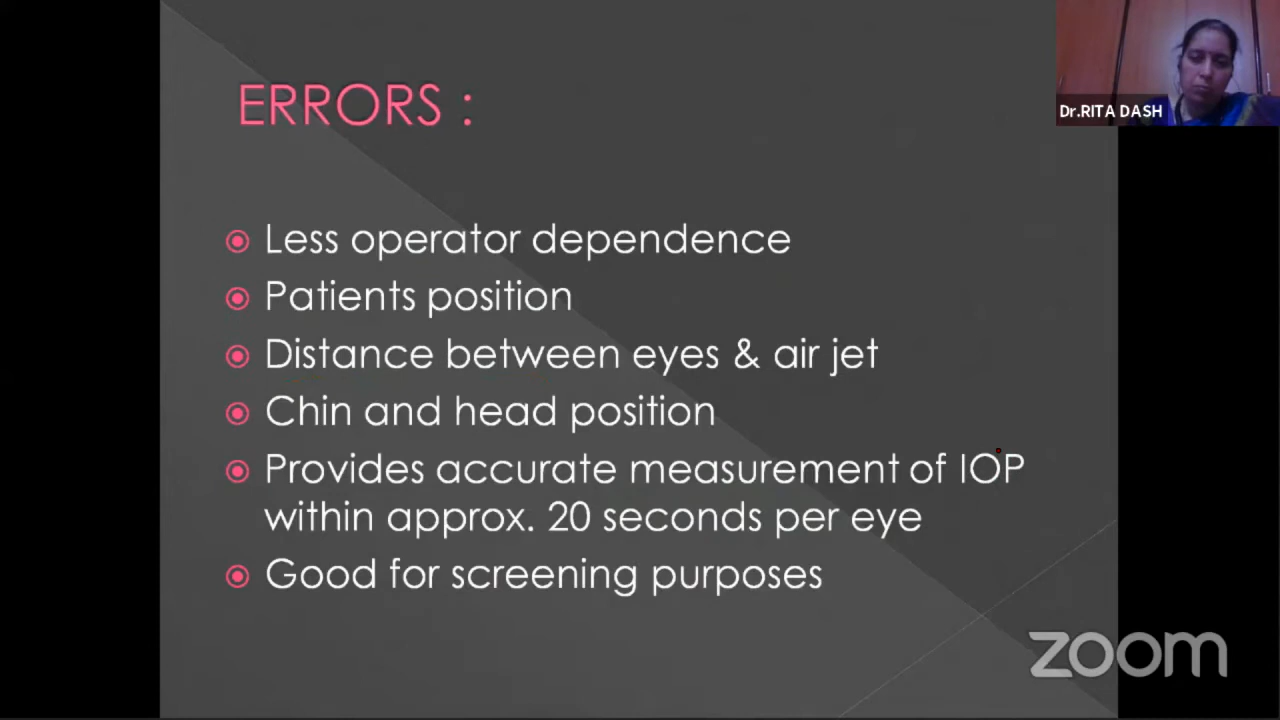 ERRORS :
Dr.RITA DASH
Less operator dependence
Patients position
Distance between eyes & air jet
Chin and head position
Provides accurate measurement of IOP
within approx. 20 seconds per eye
Good for screening purposes
zoom